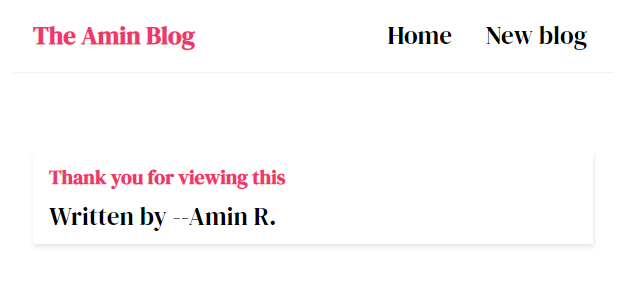 The Amin Blog
Home New blog
Thank you for viewing this
Written by --Amin R.